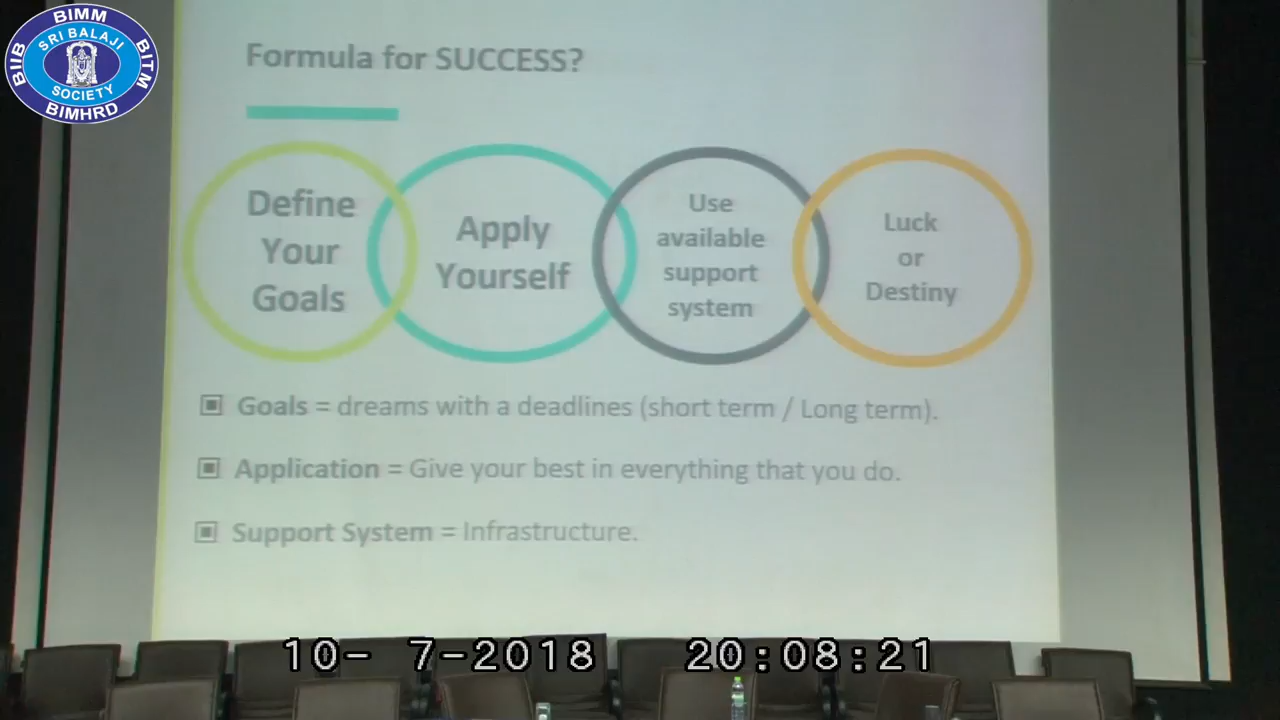 BIMM
BIIB
SRI BALAJI
BITM
SOCIETY
BIMHRD
Formula for SUCCESS?
Define
Your
Goals
Apply
Yourself
Use
available
support
system
Luck
or
Destiny
Goals = dreams with a deadlines (short term / Long term).
Application = Give your best in everything that you do.
Support System = Infrastructure.
10- 7-2018 20:08:21